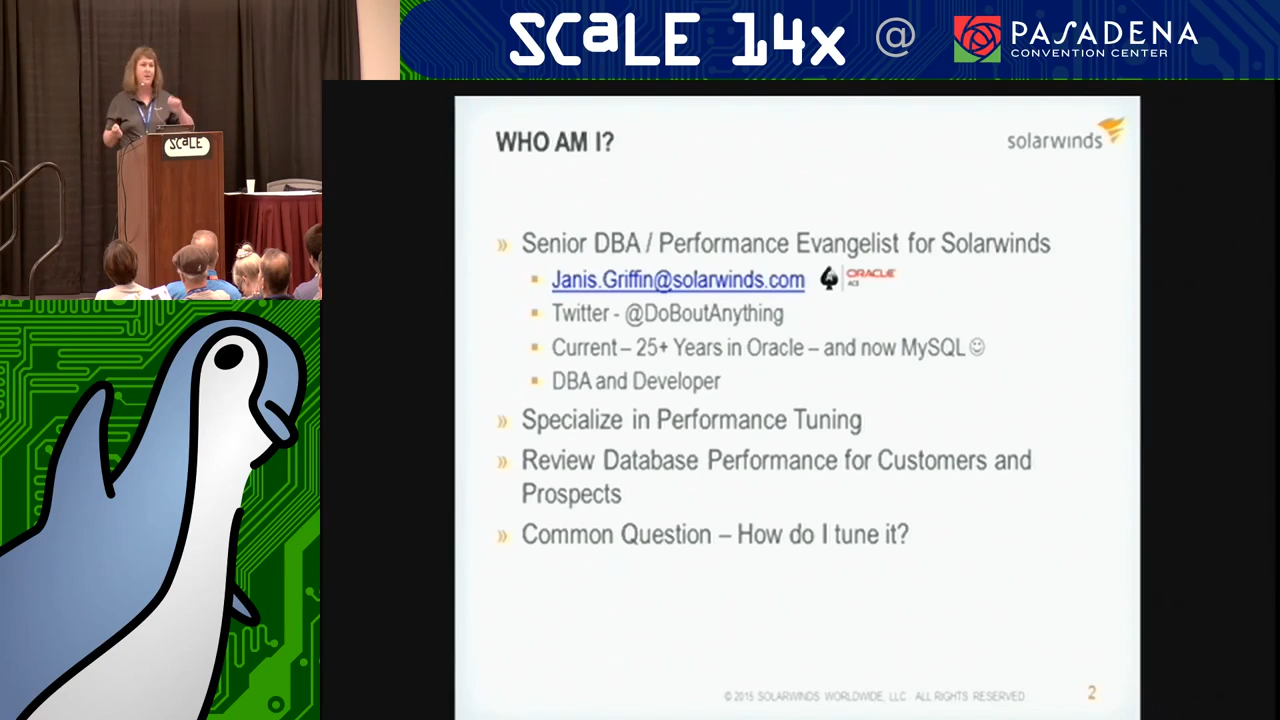 SCALE 14x @ PASADENA
CONVENTION CENTER
SCALE
WHO AM I?
solarwinds
» Senior DBA / Performance Evangelist for Solarwinds
▪ Janis.Griffin@solarwinds.com ORACLE
ACE
▪ Twitter - @DoBoutAnything
▪ Current – 25+ Years in Oracle – and now MySQL☺
▪ DBA and Developer
» Specialize in Performance Tuning
» Review Database Performance for Customers and
Prospects
» Common Question – How do I tune it?
© 2015 SOLARWINDS WORLDWIDE, LLC ALL RIGHTS RESERVED
2